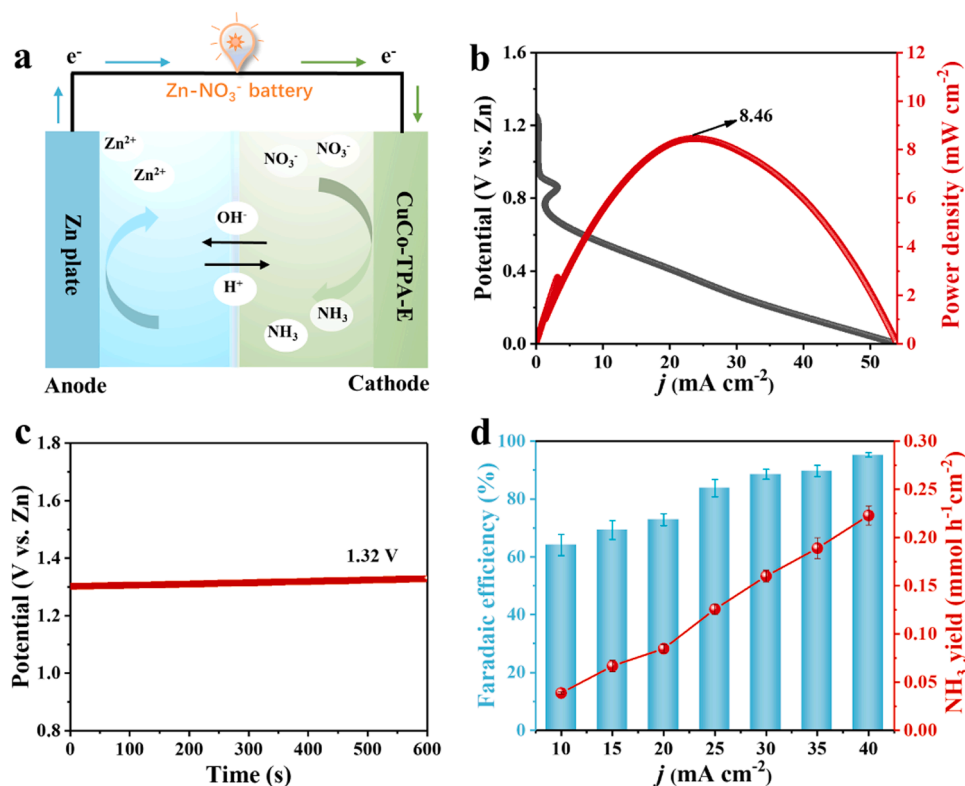 a
e⁻
e⁻
Zn-NO₃⁻ battery
Zn²⁺
Zn²⁺
NO₃⁻
NO₃⁻
OH⁻
H⁺
NH₃
NH₃
Zn plate
CuCo-TPA-E
Anode
Cathode
b
8.46
1.6
1.2
0.8
0.4
0.0
Potential (V vs. Zn)
12
10
8
6
4
2
0
Power density (mW cm⁻²)
0
10
20
30
40
50
j (mA cm⁻²)
c
1.32 V
1.8
1.6
1.4
1.2
1.0
0.8
Potential (V vs. Zn)
0
100
200
300
400
500
600
Time (s)
d
100
80
60
40
20
0
Faradaic efficiency (%)
0.30
0.25
0.20
0.15
0.10
0.05
0.00
NH₃ yield (mmol h⁻¹cm⁻²)
10
15
20
25
30
35
40
j (mA cm⁻²)